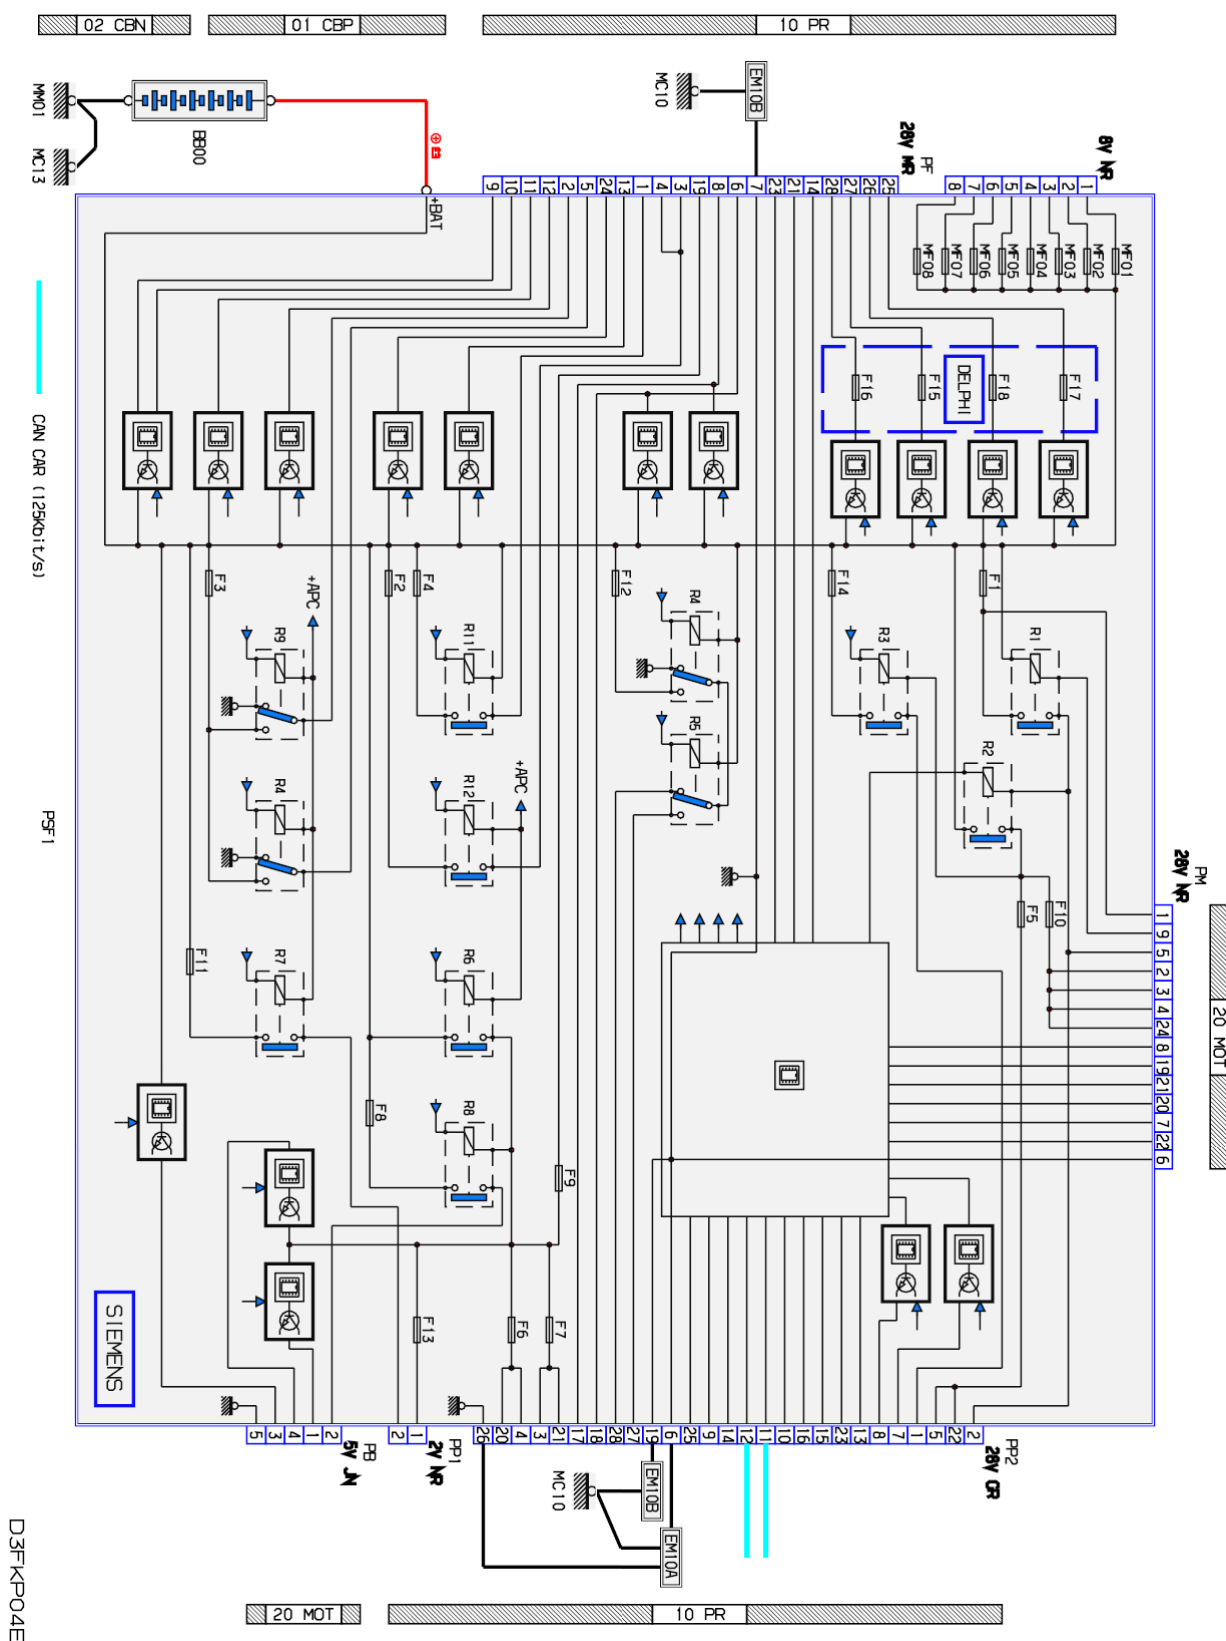 02 CBN
01 CBP
10 PR
MM01
MC13
BB00
MC10
EM10B
+BAT
28V MR
PF
8V NR
9 10 11 12 2 5 24 13 1 4 3 19 8 6 7 23 21 14 28 27 26 25
8 7 6 5 4 3 2 1
MF08 MF07 MF06 MF05 MF04 MF03 MF02 MF01
F16 F15 F18 F17
DELPHI
CAN CAR (125Kbit/s)
F3
F2 F4
F12
F14
F1
+APC
R9
R11
R4
R3
R1
R5
R2
R4
R12
+APC
PSF1
PM
28V NR
F5 F10
1
9
5
2
3
4
24
8
19
21
20
7
22
6
20 MOT
F11
R7
R6
F8
R8
F9
SIEMENS
F13
F6 F7
5 3 4 1 2
PB
5V JN
2 1
PP1
2V NR
26 20 4 3 21 17 18 28 27 19 6 25 9 14 12 11 10 16 15 23 13 8 7 1 5 22 2
PP2
28V GR
MC10
EM10B
EM10A
20 MOT
10 PR
D3FKP04E